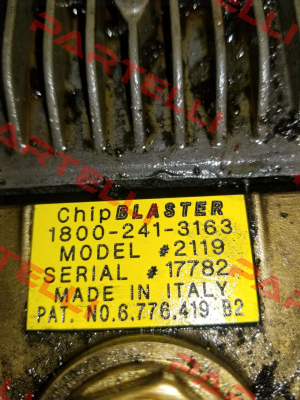 PARTELLI
PARTELLI
PARTELLI
ChipBLASTER
1800-241-3163
MODEL #2119
SERIAL #17782
MADE IN ITALY
PAT. NO.6.776.419 B2